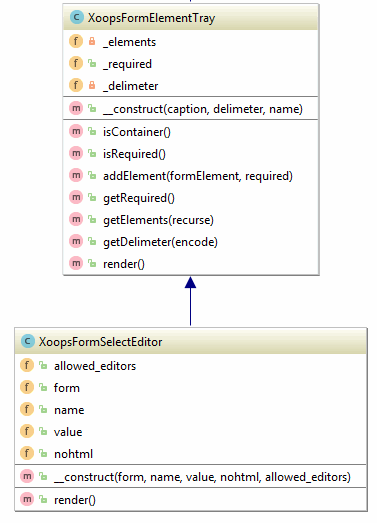 C XoopsFormElementTray
f _elements
f _required
f _delimeter
m __construct(caption, delimeter, name)
m isContainer()
m isRequired()
m addElement(formElement, required)
m getRequired()
m getElements(recurse)
m getDelimeter(encode)
m render()
C XoopsFormSelectEditor
f allowed_editors
f form
f name
f value
f nohtml
m __construct(form, name, value, nohtml, allowed_editors)
m render()